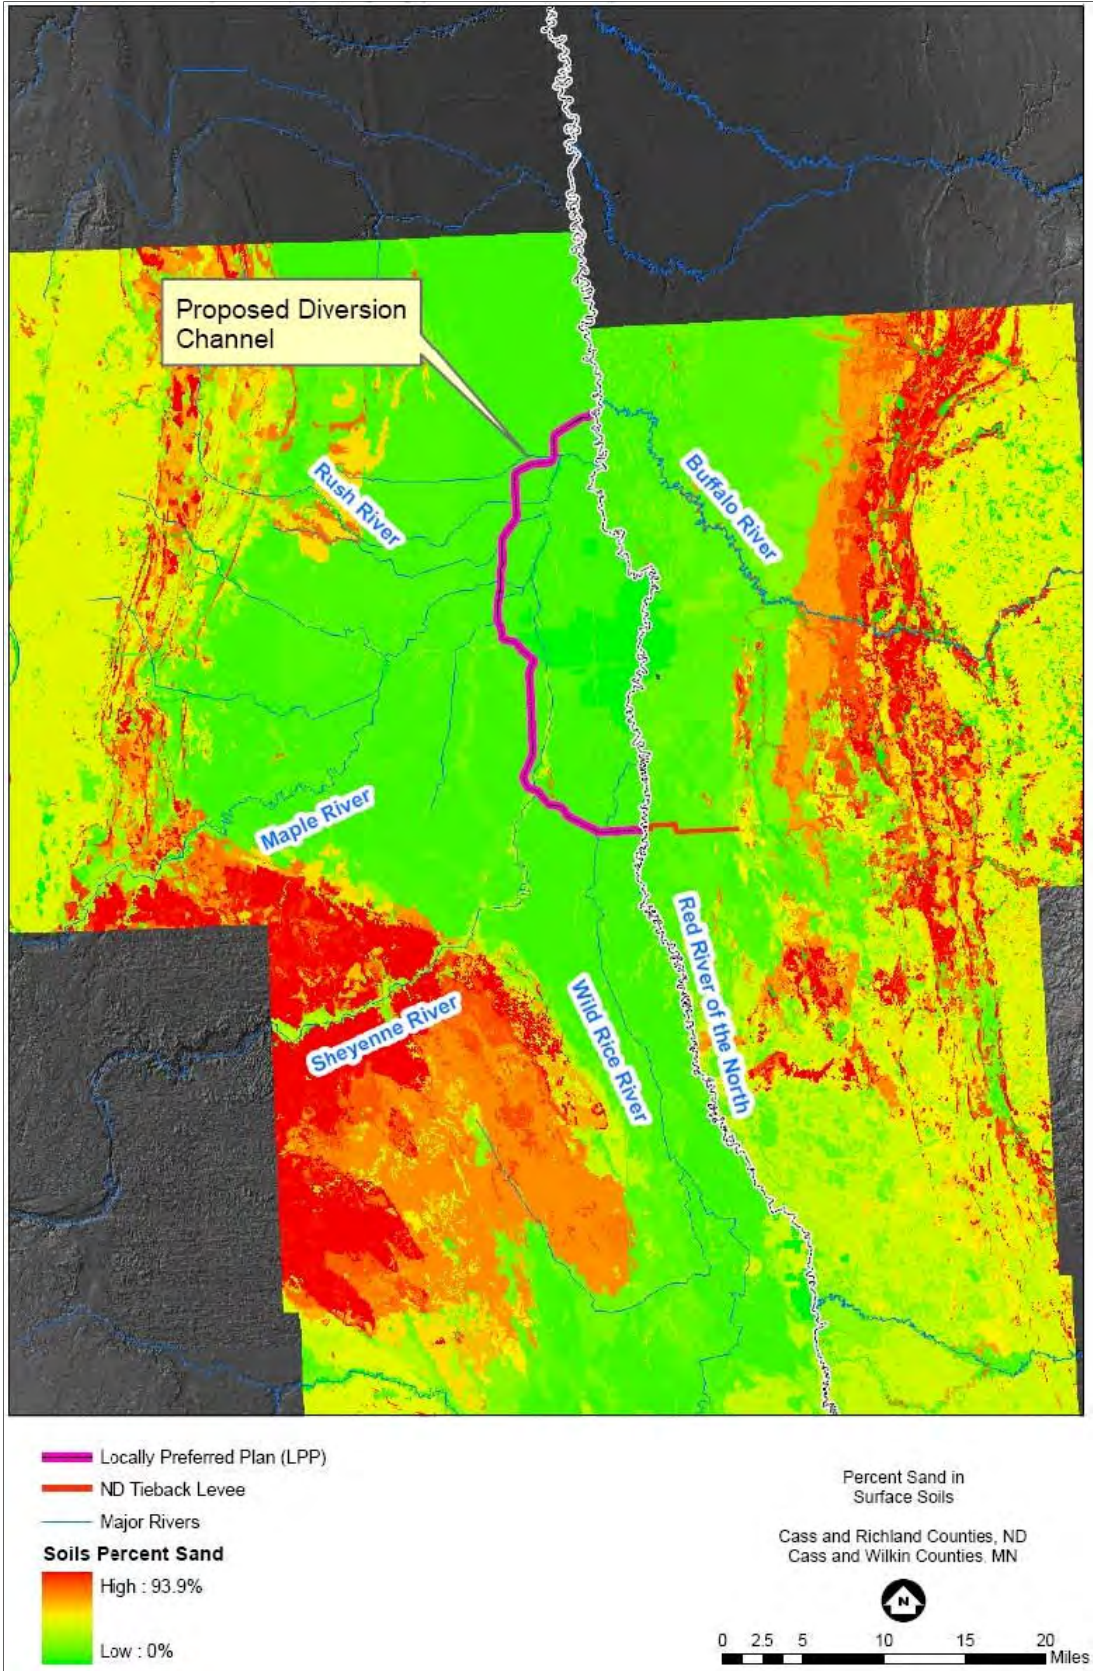 Proposed Diversion
Channel
Rush River
Buffalo River
Maple River
Sheyenne River
Wild Rice River
Red River of the North
Locally Preferred Plan (LPP)
ND Tieback Levee
Major Rivers
Soils Percent Sand
High : 93.9%
Low : 0%
Percent Sand in
Surface Soils
Cass and Richland Counties, ND
Cass and Wilkin Counties. MN
N
0 2.5 5 10 15 20
Miles